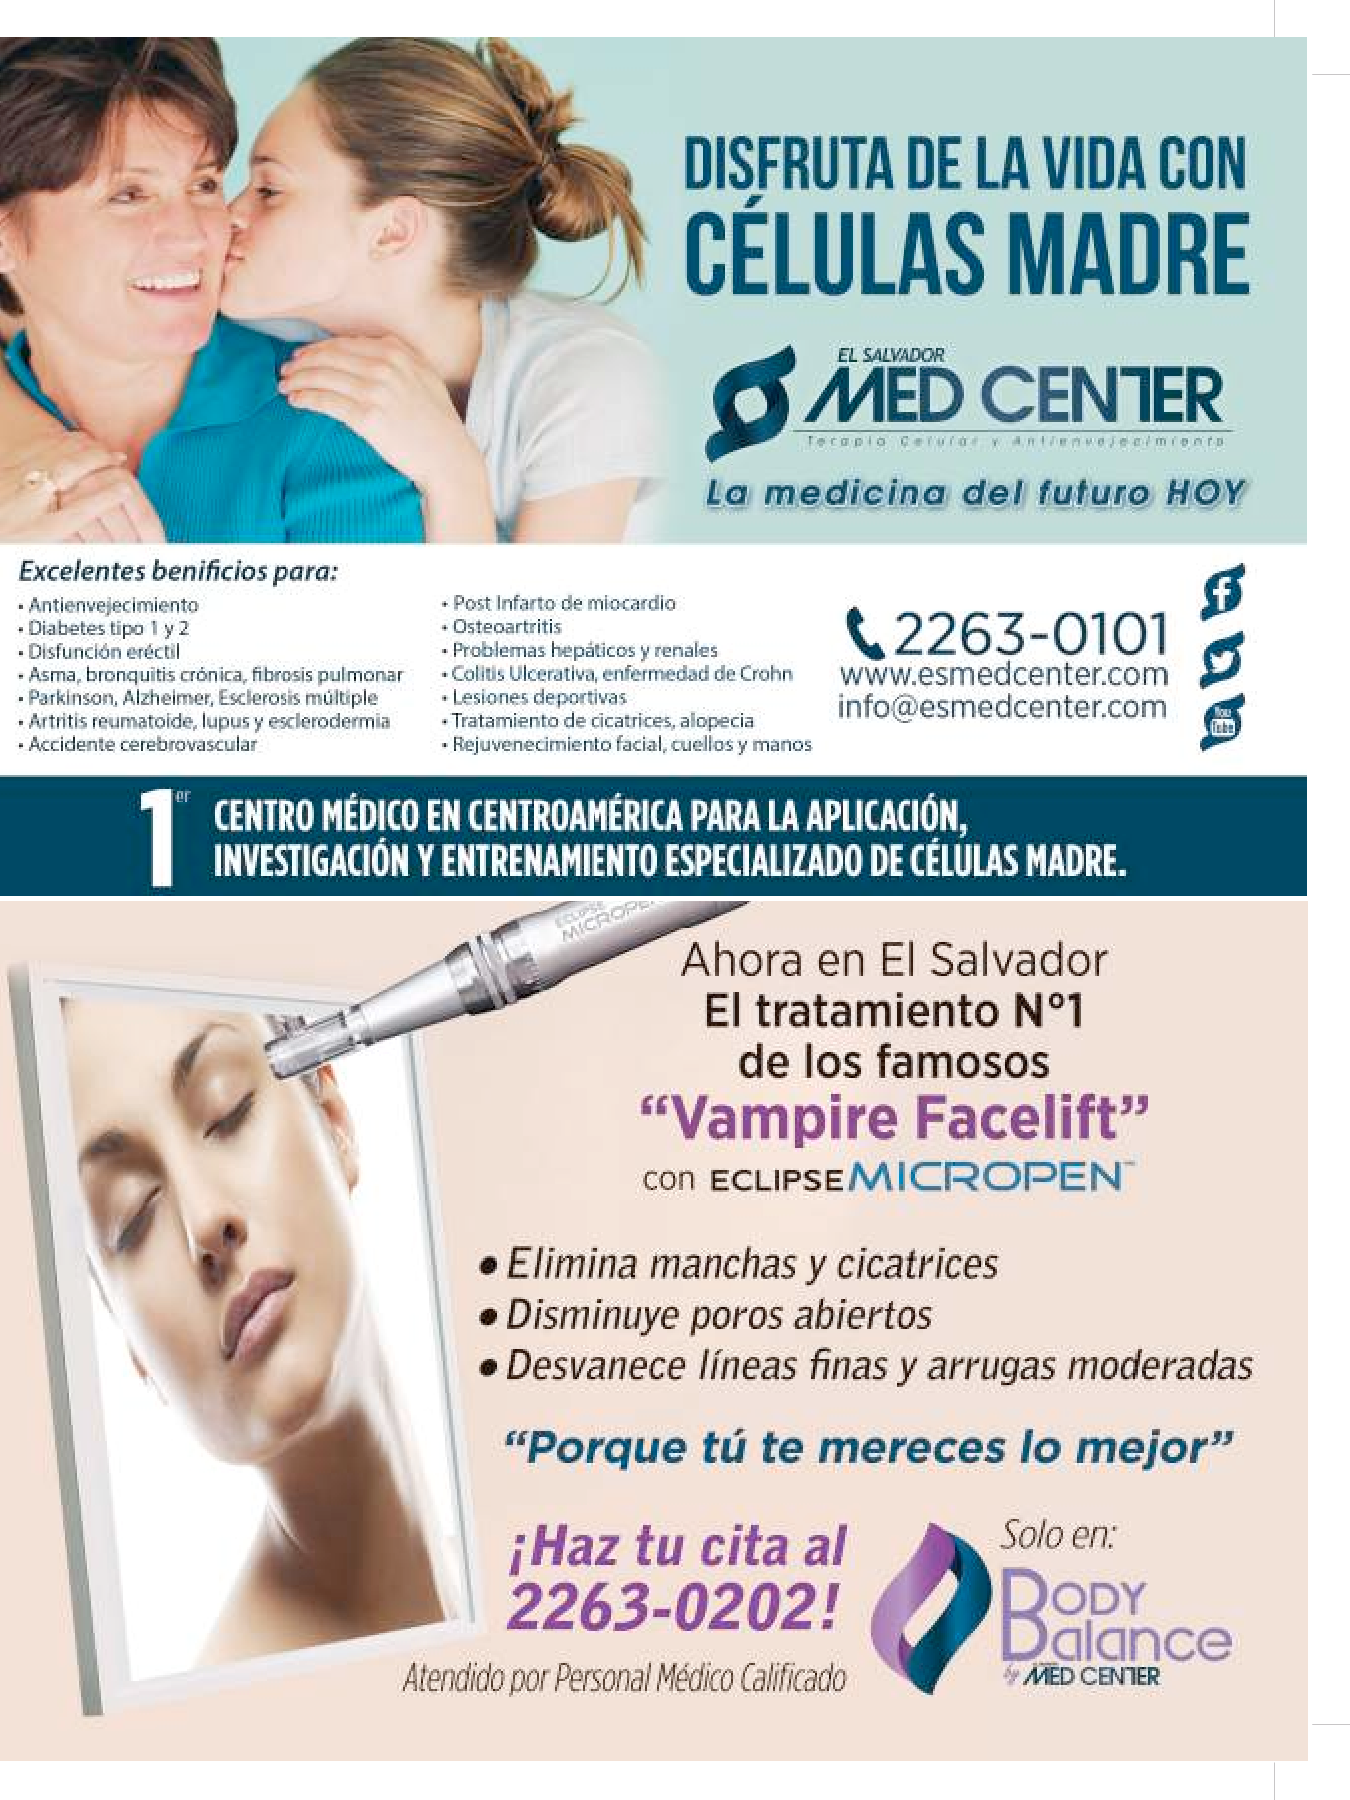 DISFRUTA DE LA VIDA CON
CÉLULAS MADRE
EL SALVADOR
MED CENTER
Terapia Celular y Antienvejecimiento
La medicina del futuro HOY
Excelentes benificios para:
• Antienvejecimiento
• Diabetes tipo 1 y 2
• Disfunción eréctil
• Asma, bronquitis crónica, fibrosis pulmonar
• Parkinson, Alzheimer, Esclerosis múltiple
• Artritis reumatoide, lupus y esclerodermia
• Accidente cerebrovascular
• Post Infarto de miocardio
• Osteoartritis
• Problemas hepáticos y renales
• Colitis Ulcerativa, enfermedad de Crohn
• Lesiones deportivas
• Tratamiento de cicatrices, alopecia
• Rejuvenecimiento facial, cuellos y manos
2263-0101
www.esmedcenter.com
info@esmedcenter.com
f
You
Tube
1er CENTRO MÉDICO EN CENTROAMÉRICA PARA LA APLICACIÓN,
INVESTIGACIÓN Y ENTRENAMIENTO ESPECIALIZADO DE CÉLULAS MADRE.
ECLIPSE
MICROPEN
Ahora en El Salvador
El tratamiento N°1
de los famosos
“Vampire Facelift”
con ECLIPSE MICROPEN™
• Elimina manchas y cicatrices
• Disminuye poros abiertos
• Desvanece líneas finas y arrugas moderadas
“Porque tú te mereces lo mejor”
¡Haz tu cita al
2263-0202!
Atendido por Personal Médico Calificado
Solo en:
BODY
Balance
by MED CENTER